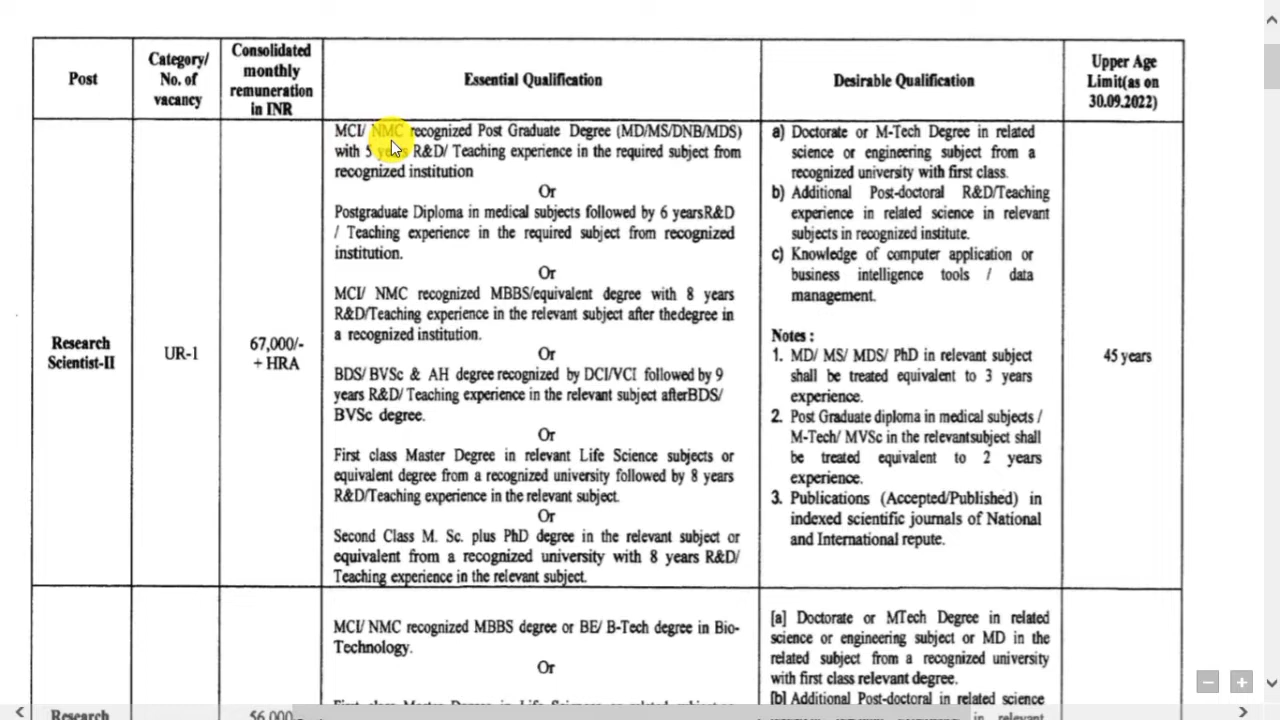 Post
Category/
No. of
vacancy
Consolidated
monthly
remuneration
in INR
Essential Qualification
Desirable Qualification
Upper Age
Limit(as on
30.09.2022)
Research
Scientist-II
UR-1
67,000/-
+ HRA
MCI/ NMC recognized Post Graduate Degree (MD/MS/DNB/MDS)
with 5 years R&D/ Teaching experience in the required subject from
recognized institution
Or
Postgraduate Diploma in medical subjects followed by 6 yearsR&D
/ Teaching experience in the required subject from recognized
institution.
Or
MCI/ NMC recognized MBBS/equivalent degree with 8 years
R&D/Teaching experience in the relevant subject after thedegree in
a recognized institution.
Or
BDS/ BVSc & AH degree recognized by DCI/VCI followed by 9
years R&D/ Teaching experience in the relevant subject afterBDS/
BVSc degree.
Or
First class Master Degree in relevant Life Science subjects or
equivalent degree from a recognized university followed by 8 years
R&D/Teaching experience in the relevant subject.
Or
Second Class M. Sc. plus PhD degree in the relevant subject or
equivalent from a recognized university with 8 years R&D/
Teaching experience in the relevant subject.
a) Doctorate or M-Tech Degree in related
science or engineering subject from a
recognized university with first class.
b) Additional Post-doctoral R&D/Teaching
experience in related science in relevant
subjects in recognized institute.
c) Knowledge of computer application or
business intelligence tools / data
management.
Notes :
1. MD/ MS/ MDS/ PhD in relevant subject
shall be treated equivalent to 3 years
experience.
2. Post Graduate diploma in medical subjects /
M-Tech/ MVSc in the relevantsubject shall
be treated equivalent to 2 years
experience.
3. Publications (Accepted/Published) in
indexed scientific journals of National
and International repute.
45 years
Research
56,000
MCI/ NMC recognized MBBS degree or BE/ B-Tech degree in Bio-
Technology.
Or
[a] Doctorate or MTech Degree in related
science or engineering subject or MD in the
related subject from a recognized university
with first class relevant degree.
[b] Additional Post-doctoral in related science
in relevant